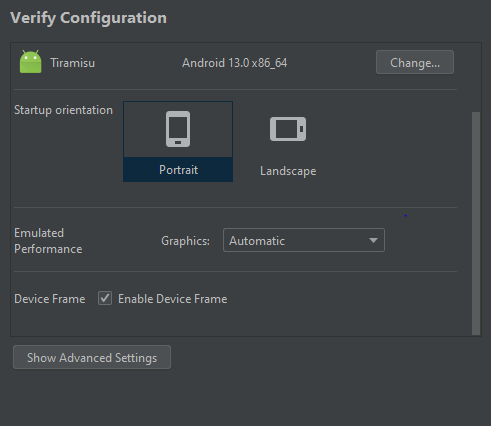 Verify Configuration
Tiramisu Android 13.0 x86_64 Change...
Startup orientation
Portrait Landscape
Emulated
Performance Graphics: Automatic
Device Frame Enable Device Frame
Show Advanced Settings